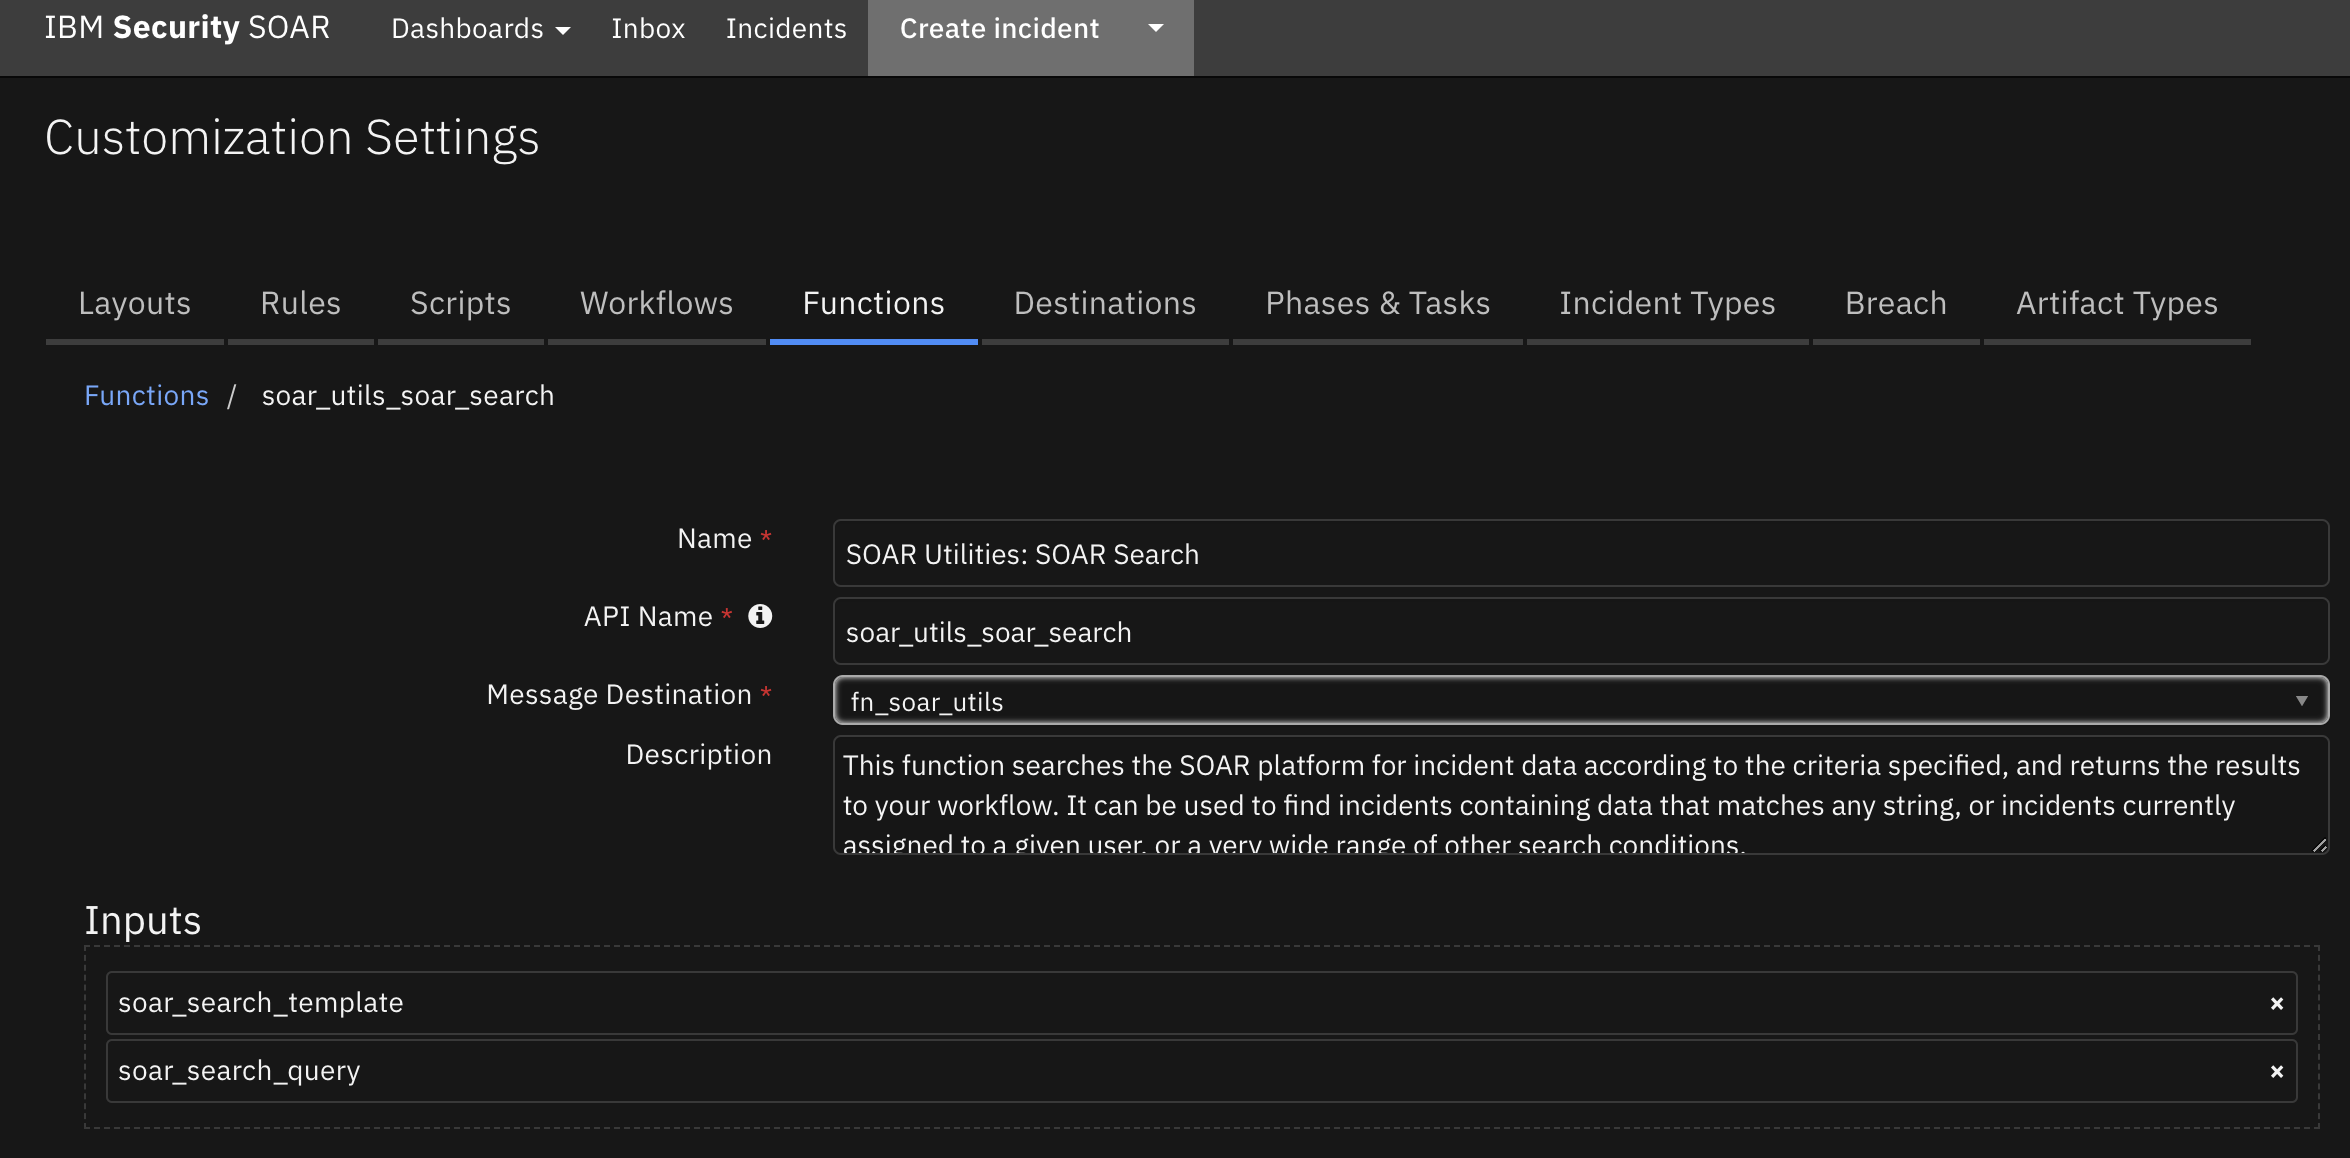 IBM Security SOAR Dashboards Inbox Incidents Create incident
Customization Settings
Layouts Rules Scripts Workflows Functions Destinations Phases & Tasks Incident Types Breach Artifact Types
Functions / soar_utils_soar_search
Name * SOAR Utilities: SOAR Search
API Name * soar_utils_soar_search
Message Destination * fn_soar_utils
Description
This function searches the SOAR platform for incident data according to the criteria specified, and returns the results
to your workflow. It can be used to find incidents containing data that matches any string, or incidents currently
assigned to a given user, or a very wide range of other search conditions.
Inputs
soar_search_template
soar_search_query